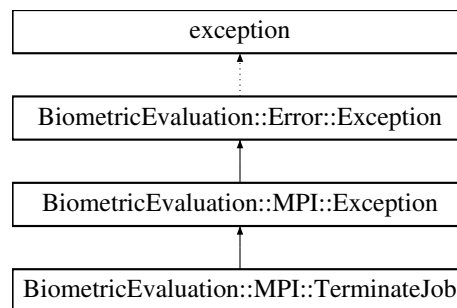 exception
BiometricEvaluation::Error::Exception
BiometricEvaluation::MPI::Exception
BiometricEvaluation::MPI::TerminateJob